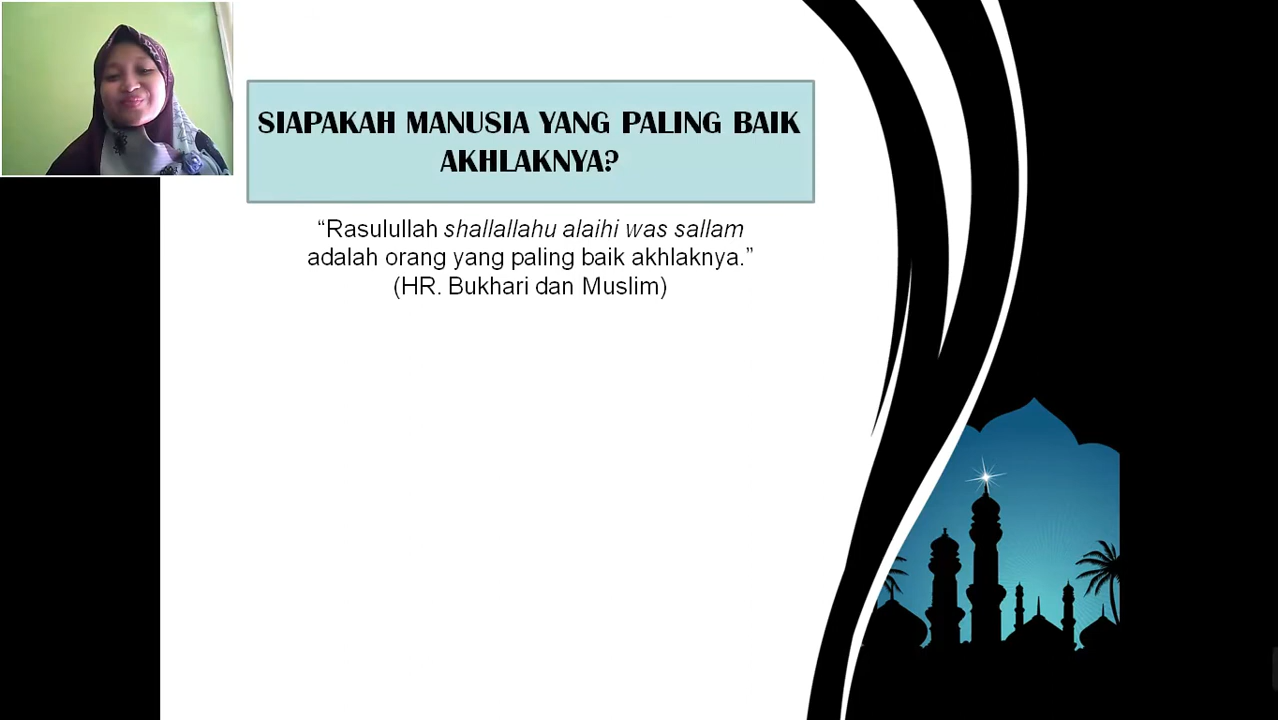 SIAPAKAH MANUSIA YANG PALING BAIK
AKHLAKNYA?
“Rasulullah shallallahu alaihi was sallam
adalah orang yang paling baik akhlaknya.”
(HR. Bukhari dan Muslim)